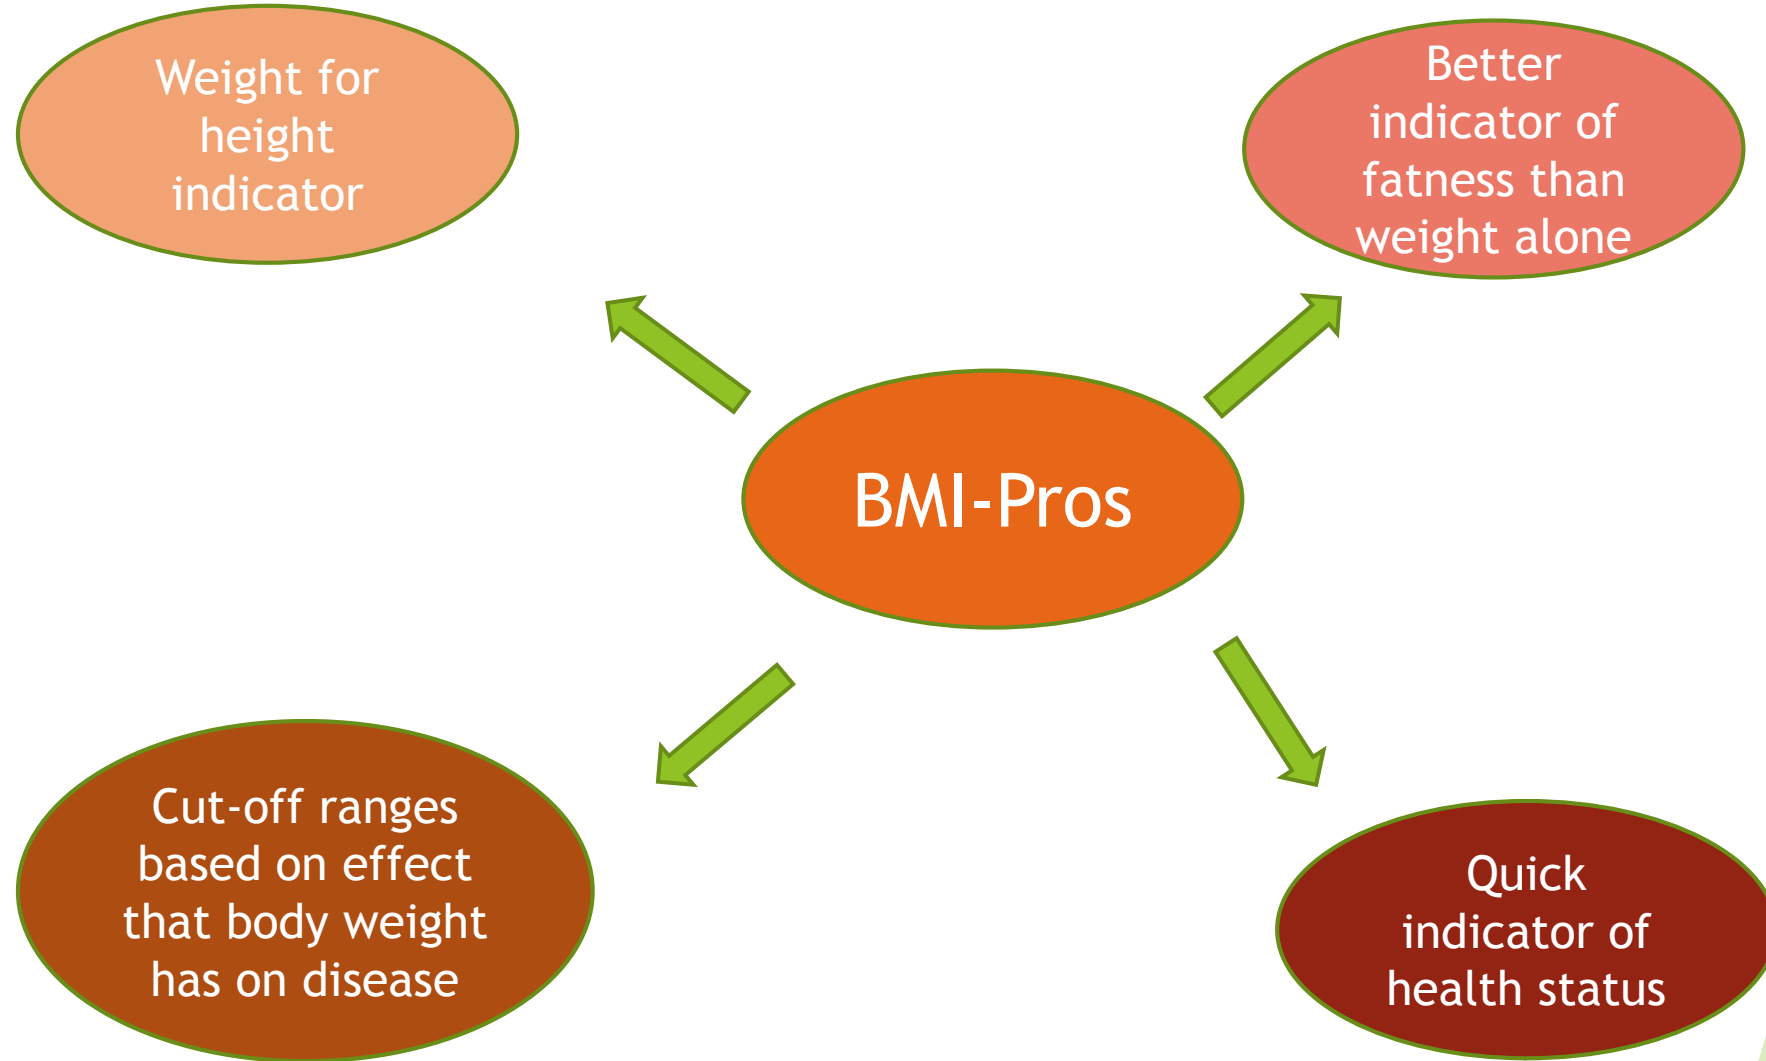 Weight for
height
indicator
Better
indicator of
fatness than
weight alone
BMI-Pros
Cut-off ranges
based on effect
that body weight
has on disease
Quick
indicator of
health status